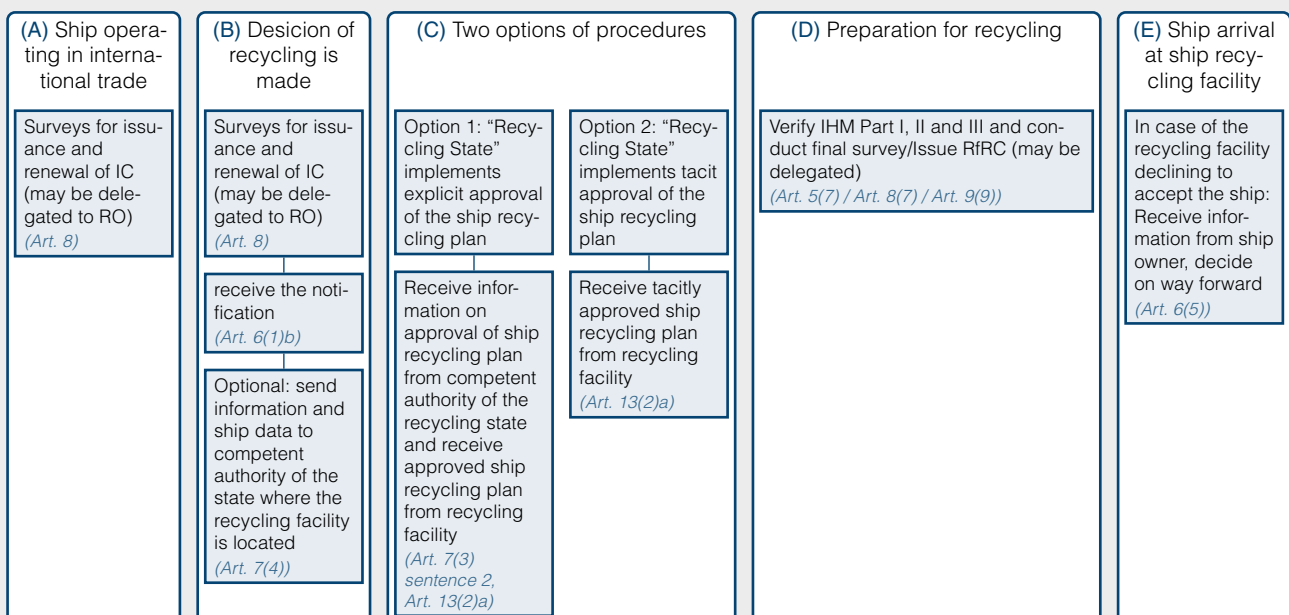 (A) Ship opera-
ting in interna-
tional trade
Surveys for issu-
ance and
renewal of IC
(may be dele-
gated to RO)
(Art. 8)
(B) Desicion of
recycling is
made
Surveys for issu-
ance and
renewal of IC
(may be dele-
gated to RO)
(Art. 8)
receive the noti-
fication
(Art. 6(1)b)
Optional: send
information and
ship data to
competent
authority of the
state where the
recycling facility
is located
(Art. 7(4))
(C) Two options of procedures
Option 1: “Recy-
cling State”
implements
explicit approval
of the ship recy-
cling plan
Receive infor-
mation on
approval of ship
recycling plan
from competent
authority of the
recycling state
and receive
approved ship
recycling plan
from recycling
facility
(Art. 7(3)
sentence 2,
Art. 13(2)a)
Option 2: “Recy-
cling State”
implements tacit
approval of the
ship recycling
plan
Receive tacitly
approved ship
recycling plan
from recycling
facility
(Art. 13(2)a)
(D) Preparation for recycling
Verify IHM Part I, II and III and con-
duct final survey/Issue RfRC (may be
delegated)
(Art. 5(7) / Art. 8(7) / Art. 9(9))
(E) Ship arrival
at ship recy-
cling facility
In case of the
recycling facility
declining to
accept the ship:
Receive infor-
mation from ship
owner, decide
on way forward
(Art. 6(5))